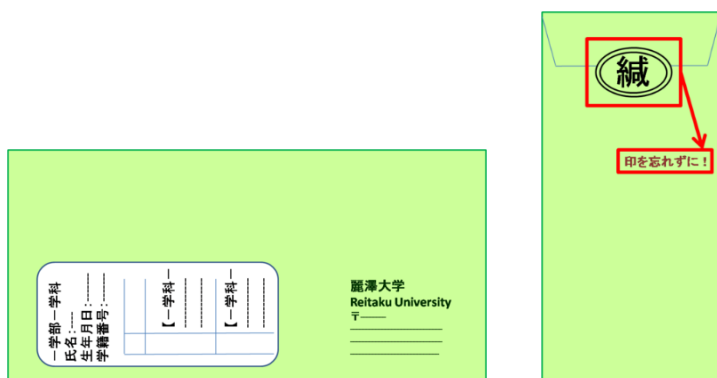 一学部一学科
氏名:----
生年月日:------
学籍番号:------
【一学科一
【一学科一
麗澤大学
Reitaku University
〒-----
緘
印を忘れずに!